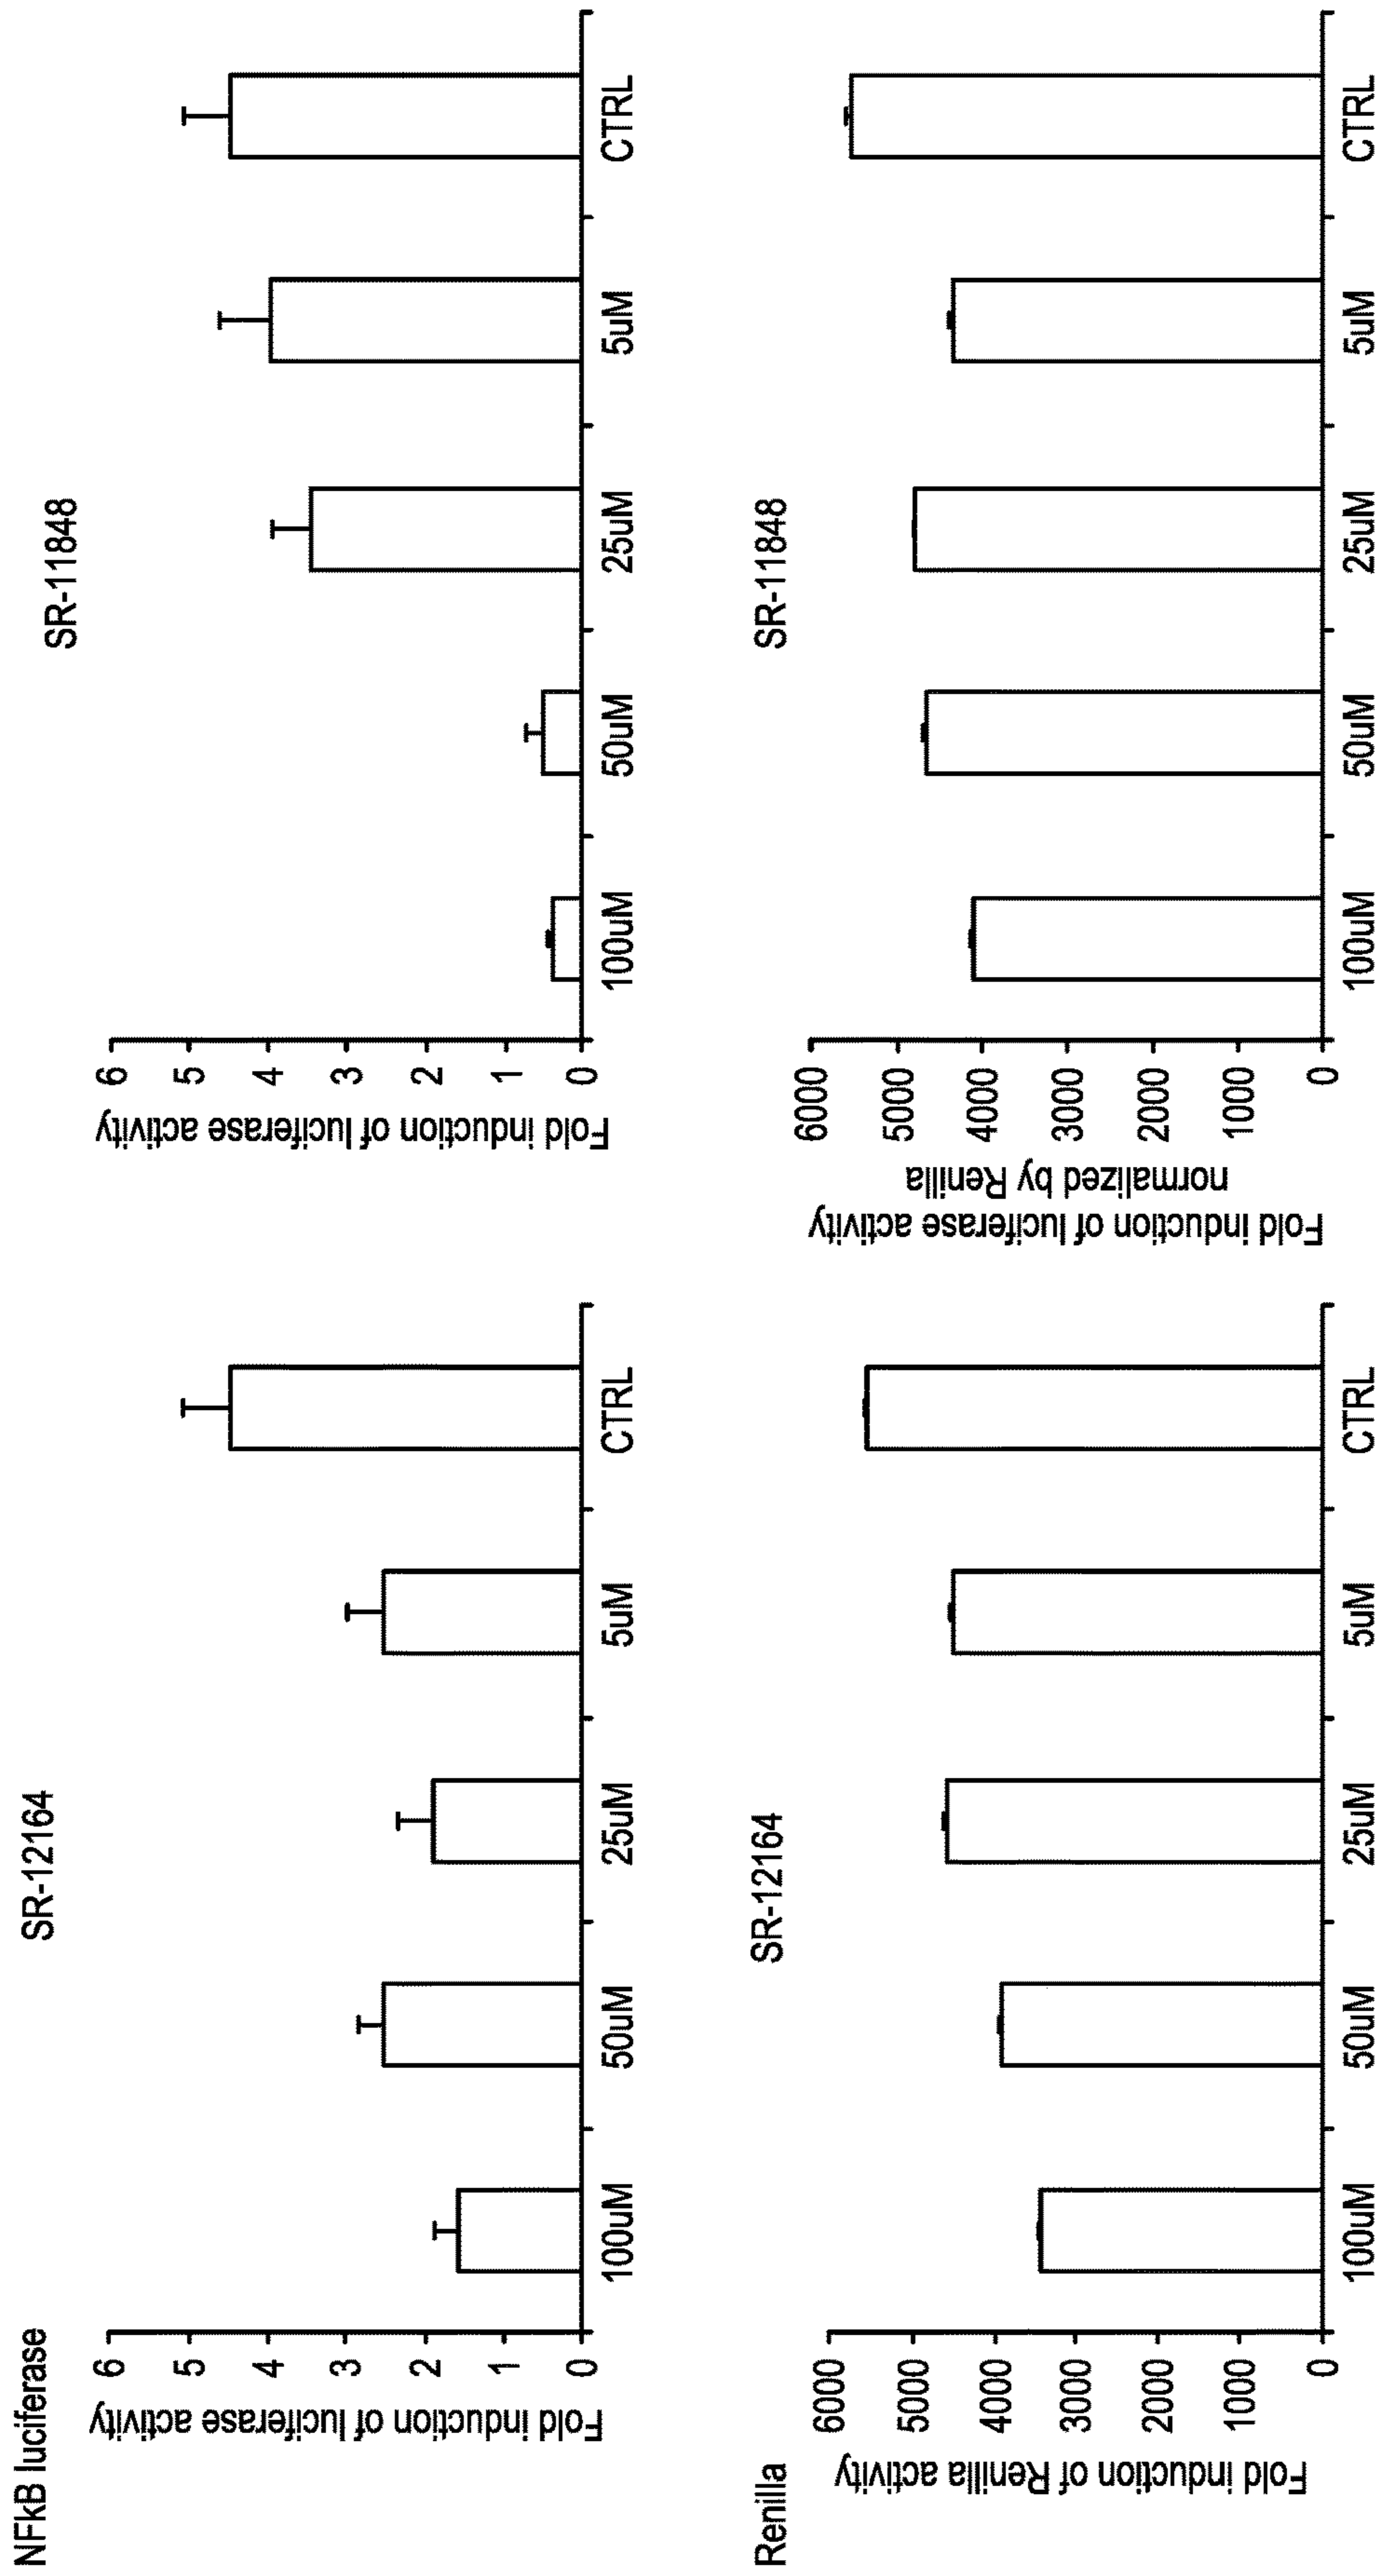 NFkB luciferase
SR-12164
Fold induction of luciferase activity
6
5
4
3
2
1
0
100uM 50uM 25uM 5uM CTRL
SR-11848
Fold induction of luciferase activity
6
5
4
3
2
1
0
100uM 50uM 25uM 5uM CTRL
Renilla
SR-12164
Fold induction of Renilla activity
6000
5000
4000
3000
2000
1000
0
100uM 50uM 25uM 5uM CTRL
SR-11848
Fold induction of luciferase activity
normalized by Renilla
6000
5000
4000
3000
2000
1000
0
100uM 50uM 25uM 5uM CTRL